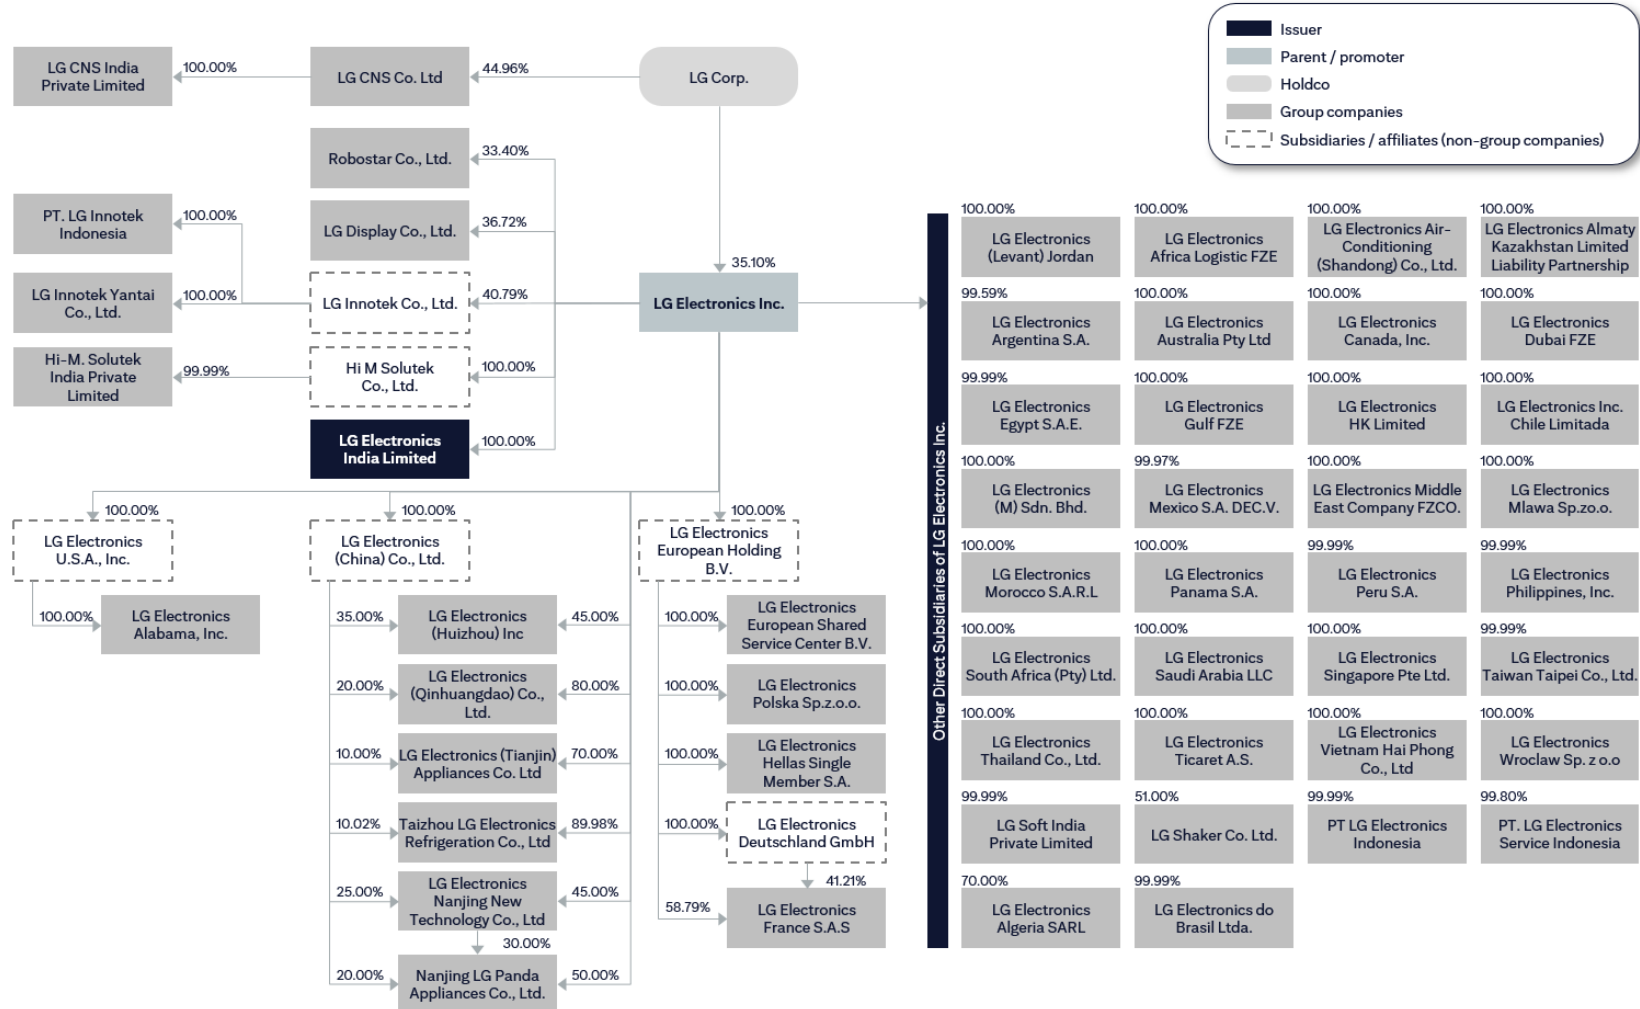 Issuer
Parent / promoter
Holdco
Group companies
Subsidiaries / affiliates (non-group companies)
LG CNS India
Private Limited
100.00%
LG CNS Co. Ltd
44.96%
LG Corp.
Robostar Co., Ltd.
33.40%
PT. LG Innotek
Indonesia
100.00%
LG Display Co., Ltd.
36.72%
35.10%
LG Innotek Yantai
Co., Ltd.
100.00%
LG Innotek Co., Ltd.
40.79%
LG Electronics Inc.
Hi-M. Solutek
India Private
Limited
99.99%
Hi M Solutek
Co., Ltd.
100.00%
LG Electronics
India Limited
100.00%
100.00%
LG Electronics
U.S.A., Inc.
100.00%
LG Electronics
Alabama, Inc.
100.00%
LG Electronics
(China) Co., Ltd.
35.00%
LG Electronics
(Huizhou) Inc
45.00%
20.00%
LG Electronics
(Qinhuangdao) Co.,
Ltd.
80.00%
10.00%
LG Electronics (Tianjin)
Appliances Co. Ltd
70.00%
10.02%
Taizhou LG Electronics
Refrigeration Co., Ltd
89.98%
25.00%
LG Electronics
Nanjing New
Technology Co., Ltd
45.00%
30.00%
20.00%
Nanjing LG Panda
Appliances Co., Ltd.
50.00%
100.00%
LG Electronics
European Holding
B.V.
100.00%
LG Electronics
European Shared
Service Center B.V.
100.00%
LG Electronics
Polska Sp.z.o.o.
100.00%
LG Electronics
Hellas Single
Member S.A.
100.00%
LG Electronics
Deutschland GmbH
41.21%
58.79%
LG Electronics
France S.A.S
Other Direct Subsidiaries of LG Electronics Inc.
100.00%
LG Electronics
(Levant) Jordan
100.00%
LG Electronics
Africa Logistic FZE
100.00%
LG Electronics Air-
Conditioning
(Shandong) Co., Ltd.
100.00%
LG Electronics Almaty
Kazakhstan Limited
Liability Partnership
99.59%
LG Electronics
Argentina S.A.
100.00%
LG Electronics
Australia Pty Ltd
100.00%
LG Electronics
Canada, Inc.
100.00%
LG Electronics
Dubai FZE
99.99%
LG Electronics
Egypt S.A.E.
100.00%
LG Electronics
Gulf FZE
100.00%
LG Electronics
HK Limited
100.00%
LG Electronics Inc.
Chile Limitada
100.00%
LG Electronics
(M) Sdn. Bhd.
99.97%
LG Electronics
Mexico S.A. DEC.V.
100.00%
LG Electronics Middle
East Company FZCO.
100.00%
LG Electronics
Mlawa Sp.zo.o.
100.00%
LG Electronics
Morocco S.A.R.L
100.00%
LG Electronics
Panama S.A.
99.99%
LG Electronics
Peru S.A.
99.99%
LG Electronics
Philippines, Inc.
100.00%
LG Electronics
South Africa (Pty) Ltd.
100.00%
LG Electronics
Saudi Arabia LLC
100.00%
LG Electronics
Singapore Pte Ltd.
99.99%
LG Electronics
Taiwan Taipei Co., Ltd.
100.00%
LG Electronics
Thailand Co., Ltd.
100.00%
LG Electronics
Ticaret A.S.
100.00%
LG Electronics
Vietnam Hai Phong
Co., Ltd
100.00%
LG Electronics
Wroclaw Sp. z o.o
99.99%
LG Soft India
Private Limited
51.00%
LG Shaker Co. Ltd.
99.99%
PT LG Electronics
Indonesia
99.80%
PT. LG Electronics
Service Indonesia
70.00%
LG Electronics
Algeria SARL
99.99%
LG Electronics do
Brasil Ltda.